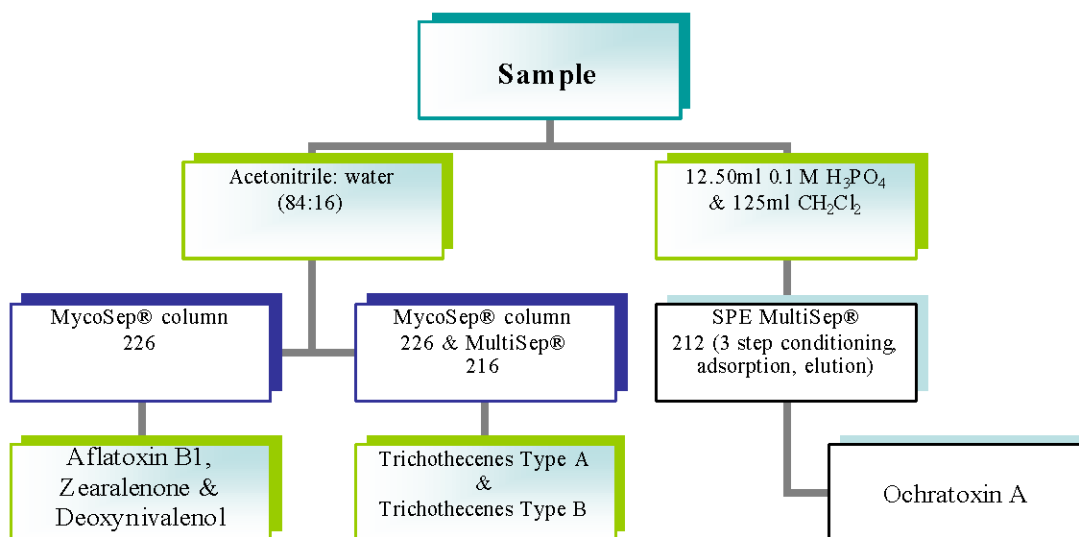 Sample
Acetonitrile: water
(84:16)
12.50ml 0.1 M H₃PO₄
& 125ml CH₂Cl₂
MycoSep® column
226
MycoSep® column
226 & MultiSep®
216
SPE MultiSep®
212 (3 step conditioning,
adsorption, elution)
Aflatoxin B1,
Zearalenone &
Deoxynivalenol
Trichothecenes Type A
&
Trichothecenes Type B
Ochratoxin A